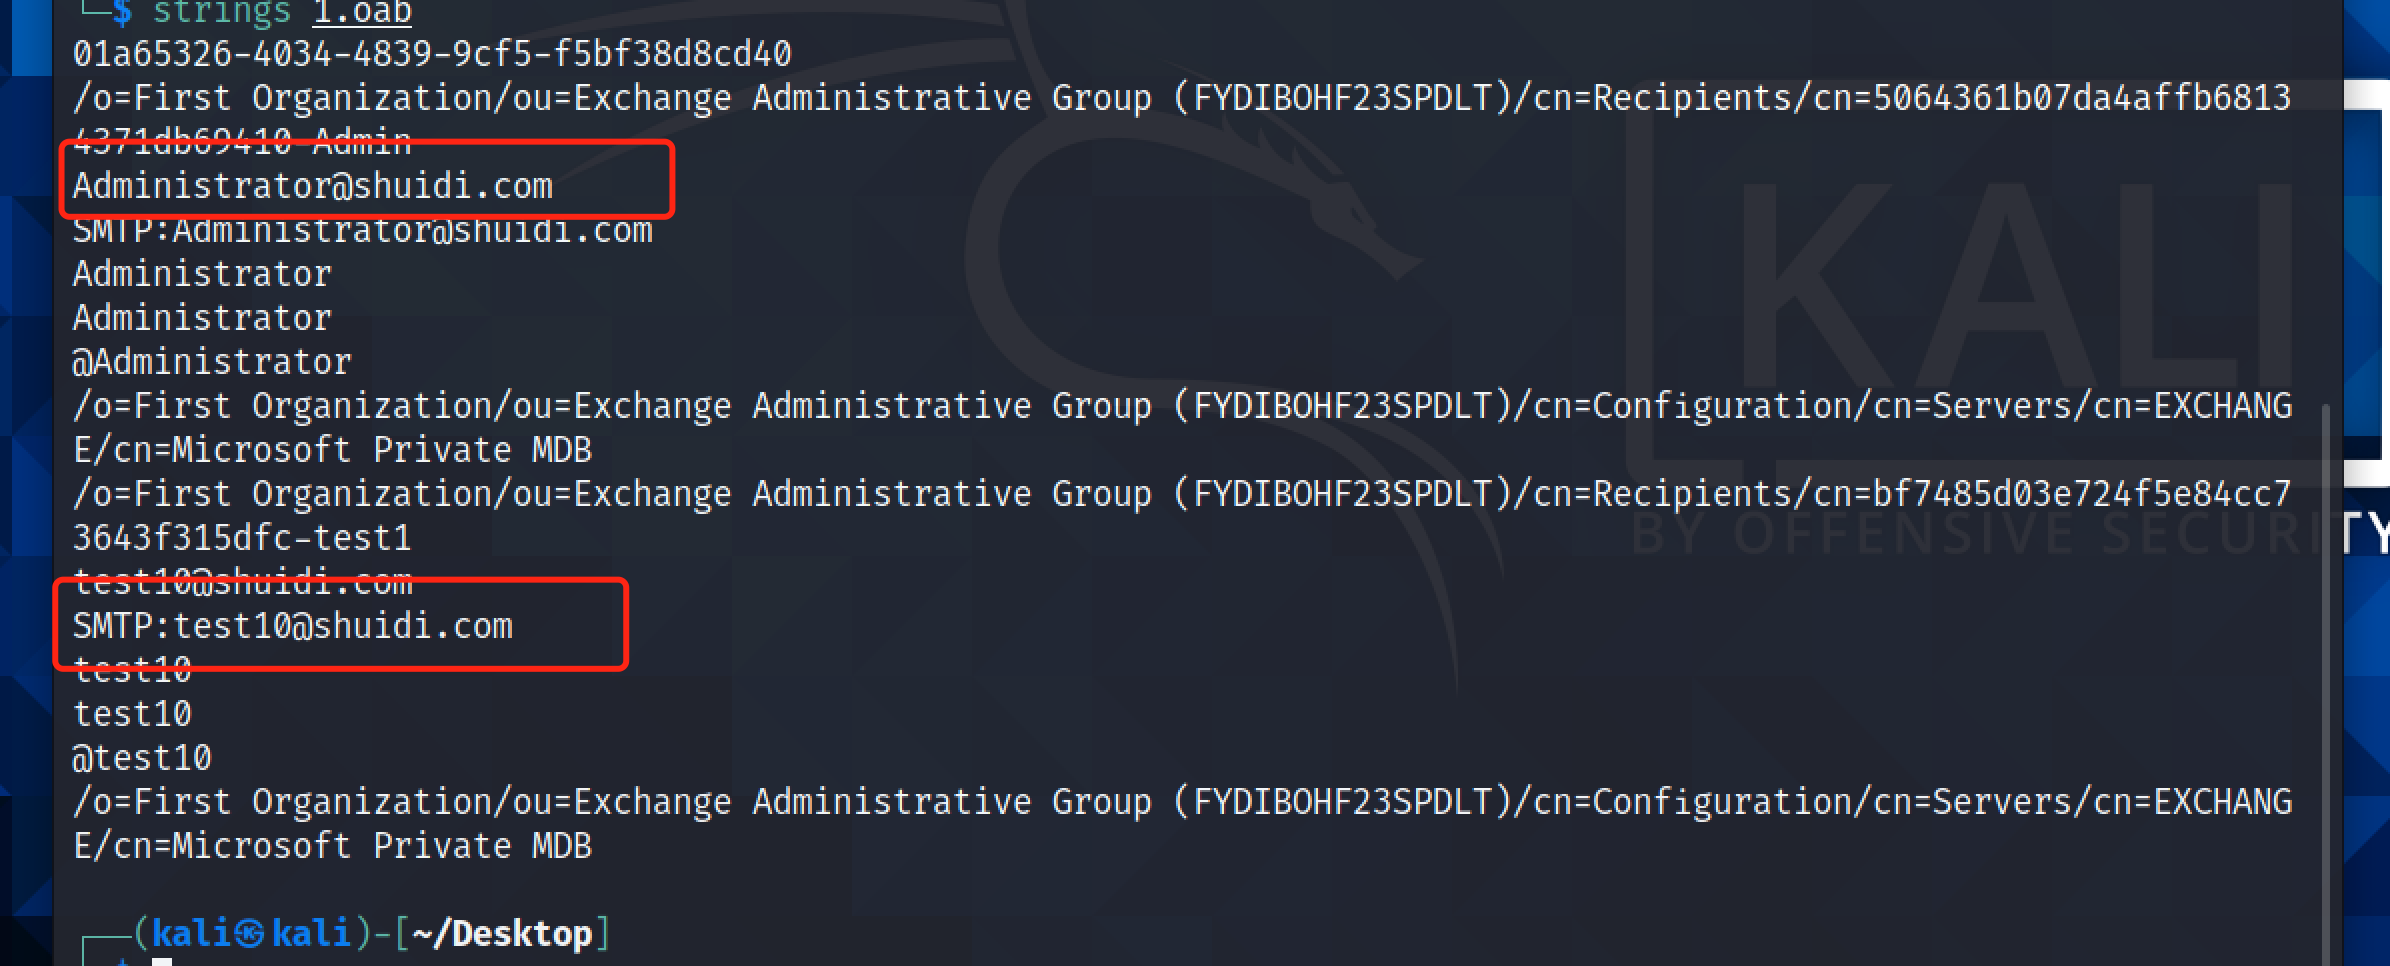 └─$ strings 1.oab
01a65326-4034-4839-9cf5-f5bf38d8cd40
/o=First Organization/ou=Exchange Administrative Group (FYDIBOHF23SPDLT)/cn=Recipients/cn=5064361b07da4affb6813
4371db69410-Admin
Administrator@shuidi.com
SMTP:Administrator@shuidi.com
Administrator
Administrator
@Administrator
/o=First Organization/ou=Exchange Administrative Group (FYDIBOHF23SPDLT)/cn=Configuration/cn=Servers/cn=EXCHANG
E/cn=Microsoft Private MDB
/o=First Organization/ou=Exchange Administrative Group (FYDIBOHF23SPDLT)/cn=Recipients/cn=bf7485d03e724f5e84cc7
3643f315dfc-test1
test10@shuidi.com
SMTP:test10@shuidi.com
test10
test10
@test10
/o=First Organization/ou=Exchange Administrative Group (FYDIBOHF23SPDLT)/cn=Configuration/cn=Servers/cn=EXCHANG
E/cn=Microsoft Private MDB
┌──(kali㉿kali)-[~/Desktop]
KALI
BY OFFENSIVE SECURITY